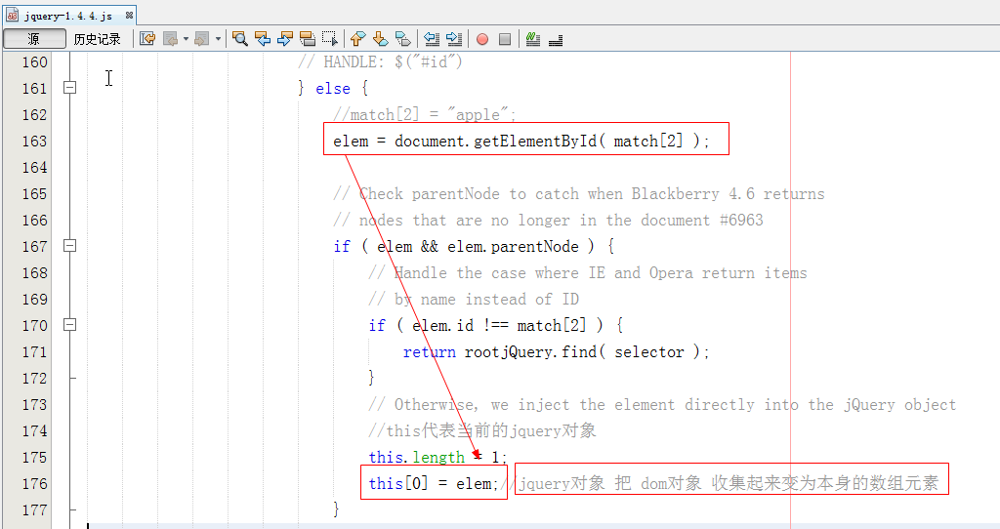 jquery-1.4.4.js
源 历史记录
160 // HANDLE: $("#id")
161 } else {
162 //match[2] = "apple";
163 elem = document.getElementById( match[2] );
164
165 // Check parentNode to catch when Blackberry 4.6 returns
166 // nodes that are no longer in the document #6963
167 if ( elem && elem.parentNode ) {
168 // Handle the case where IE and Opera return items
169 // by name instead of ID
170 if ( elem.id !== match[2] ) {
171 return rootjQuery.find( selector );
172 }
173 // Otherwise, we inject the element directly into the jQuery object
174 //this代表当前的jquery对象
175 this.length = 1;
176 this[0] = elem;//jquery对象 把 dom对象 收集起来变为本身的数组元素
177 }